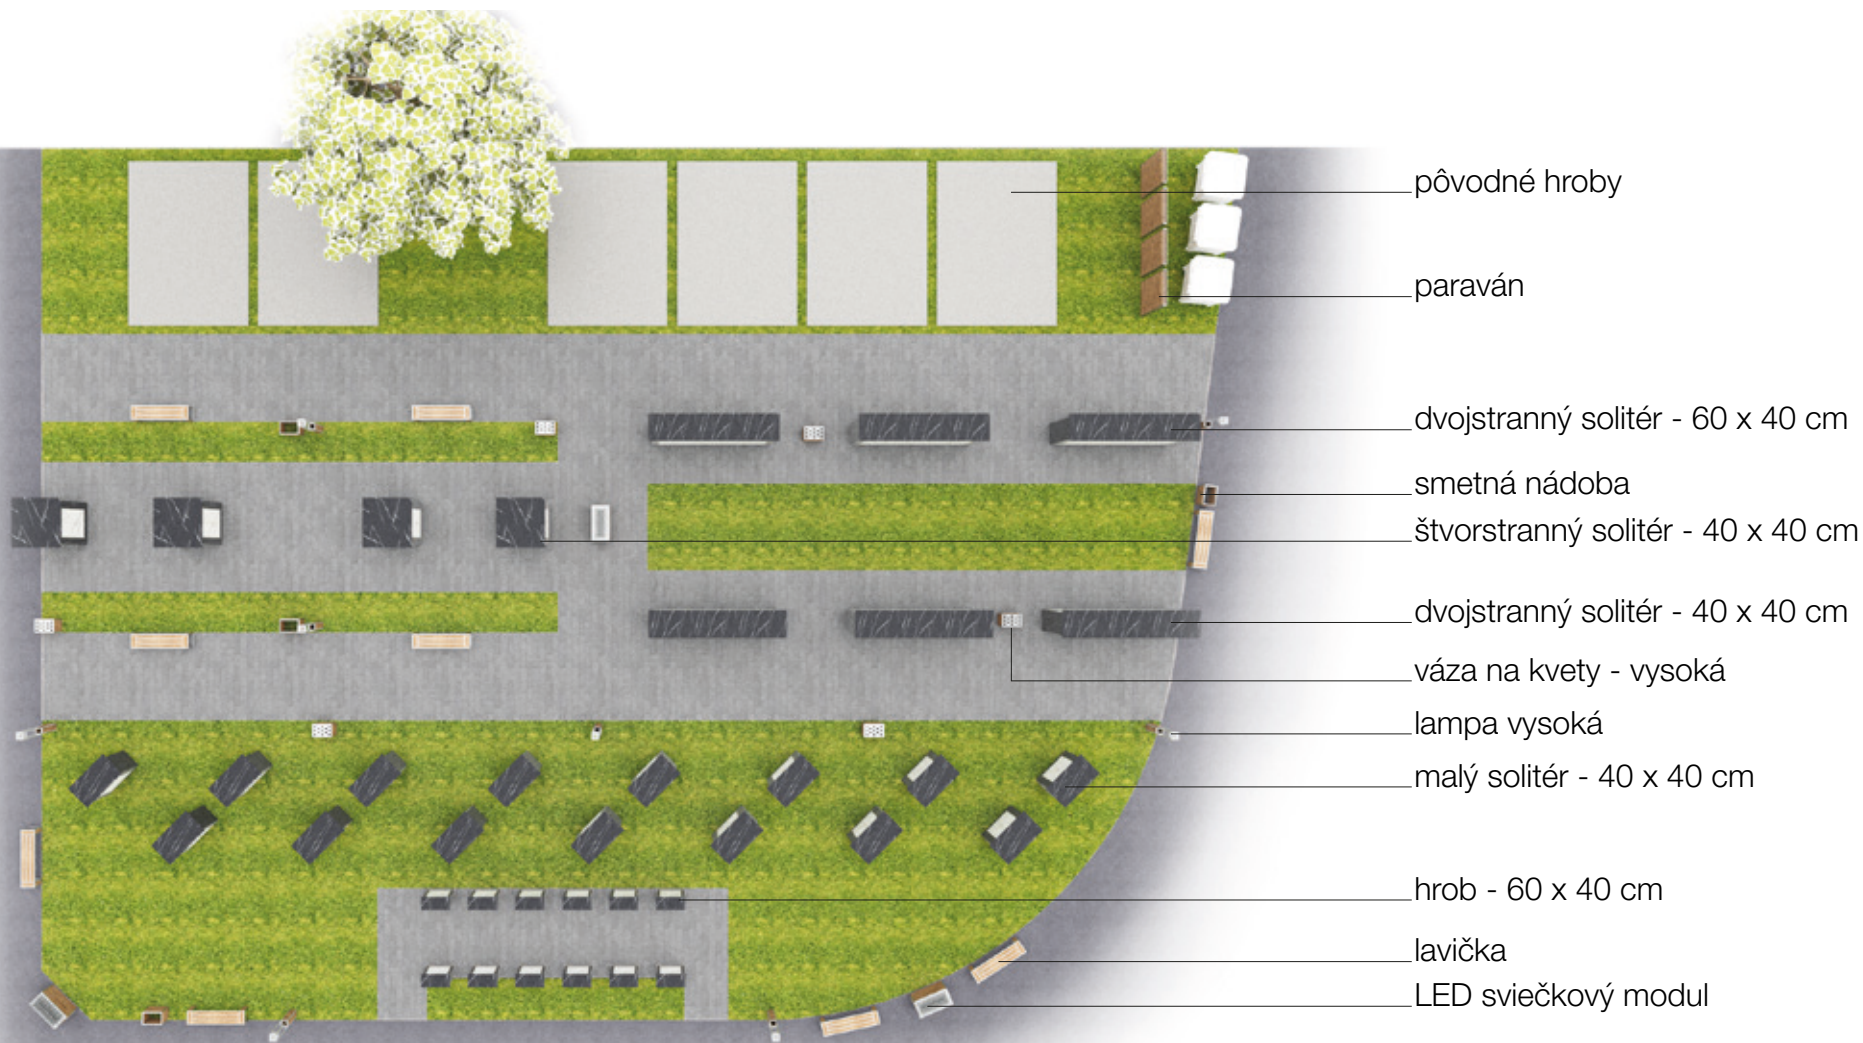 pôvodné hroby
paraván
dvojstranný solitér - 60 x 40 cm
smetná nádoba
štvorstranný solitér - 40 x 40 cm
dvojstranný solitér - 40 x 40 cm
váza na kvety - vysoká
lampa vysoká
malý solitér - 40 x 40 cm
hrob - 60 x 40 cm
lavička
LED sviečkový modul